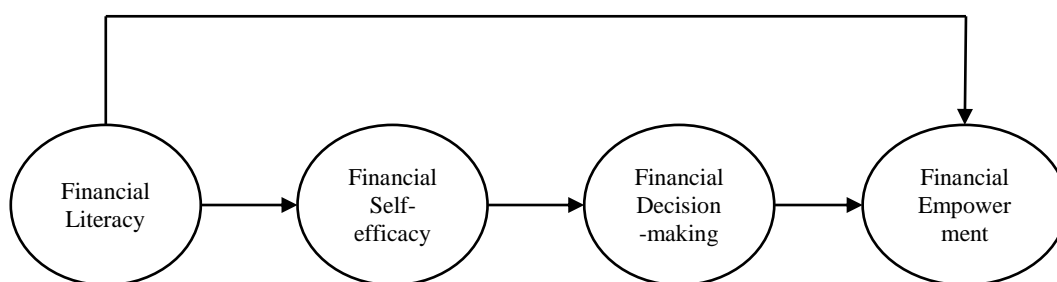 Financial
Literacy
Financial
Self-
efficacy
Financial
Decision
-making
Financial
Empower
ment